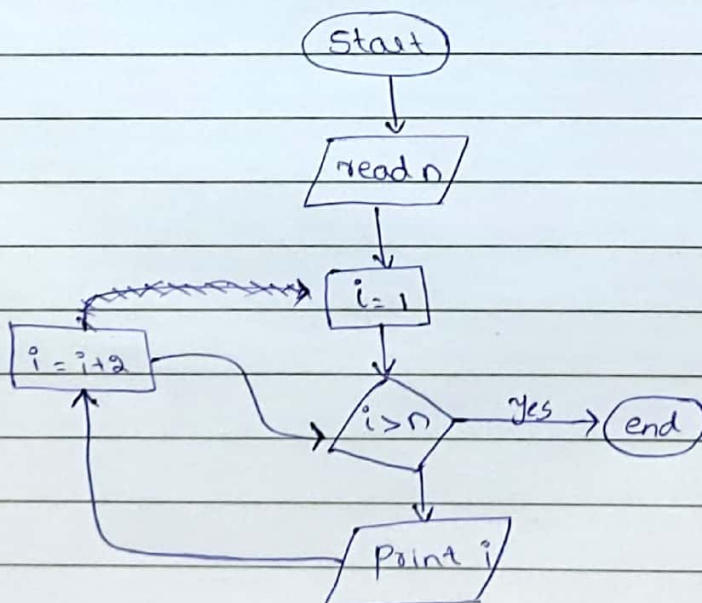 Start
read n
i = 1
i = i+2
i>n
yes
end
Print i